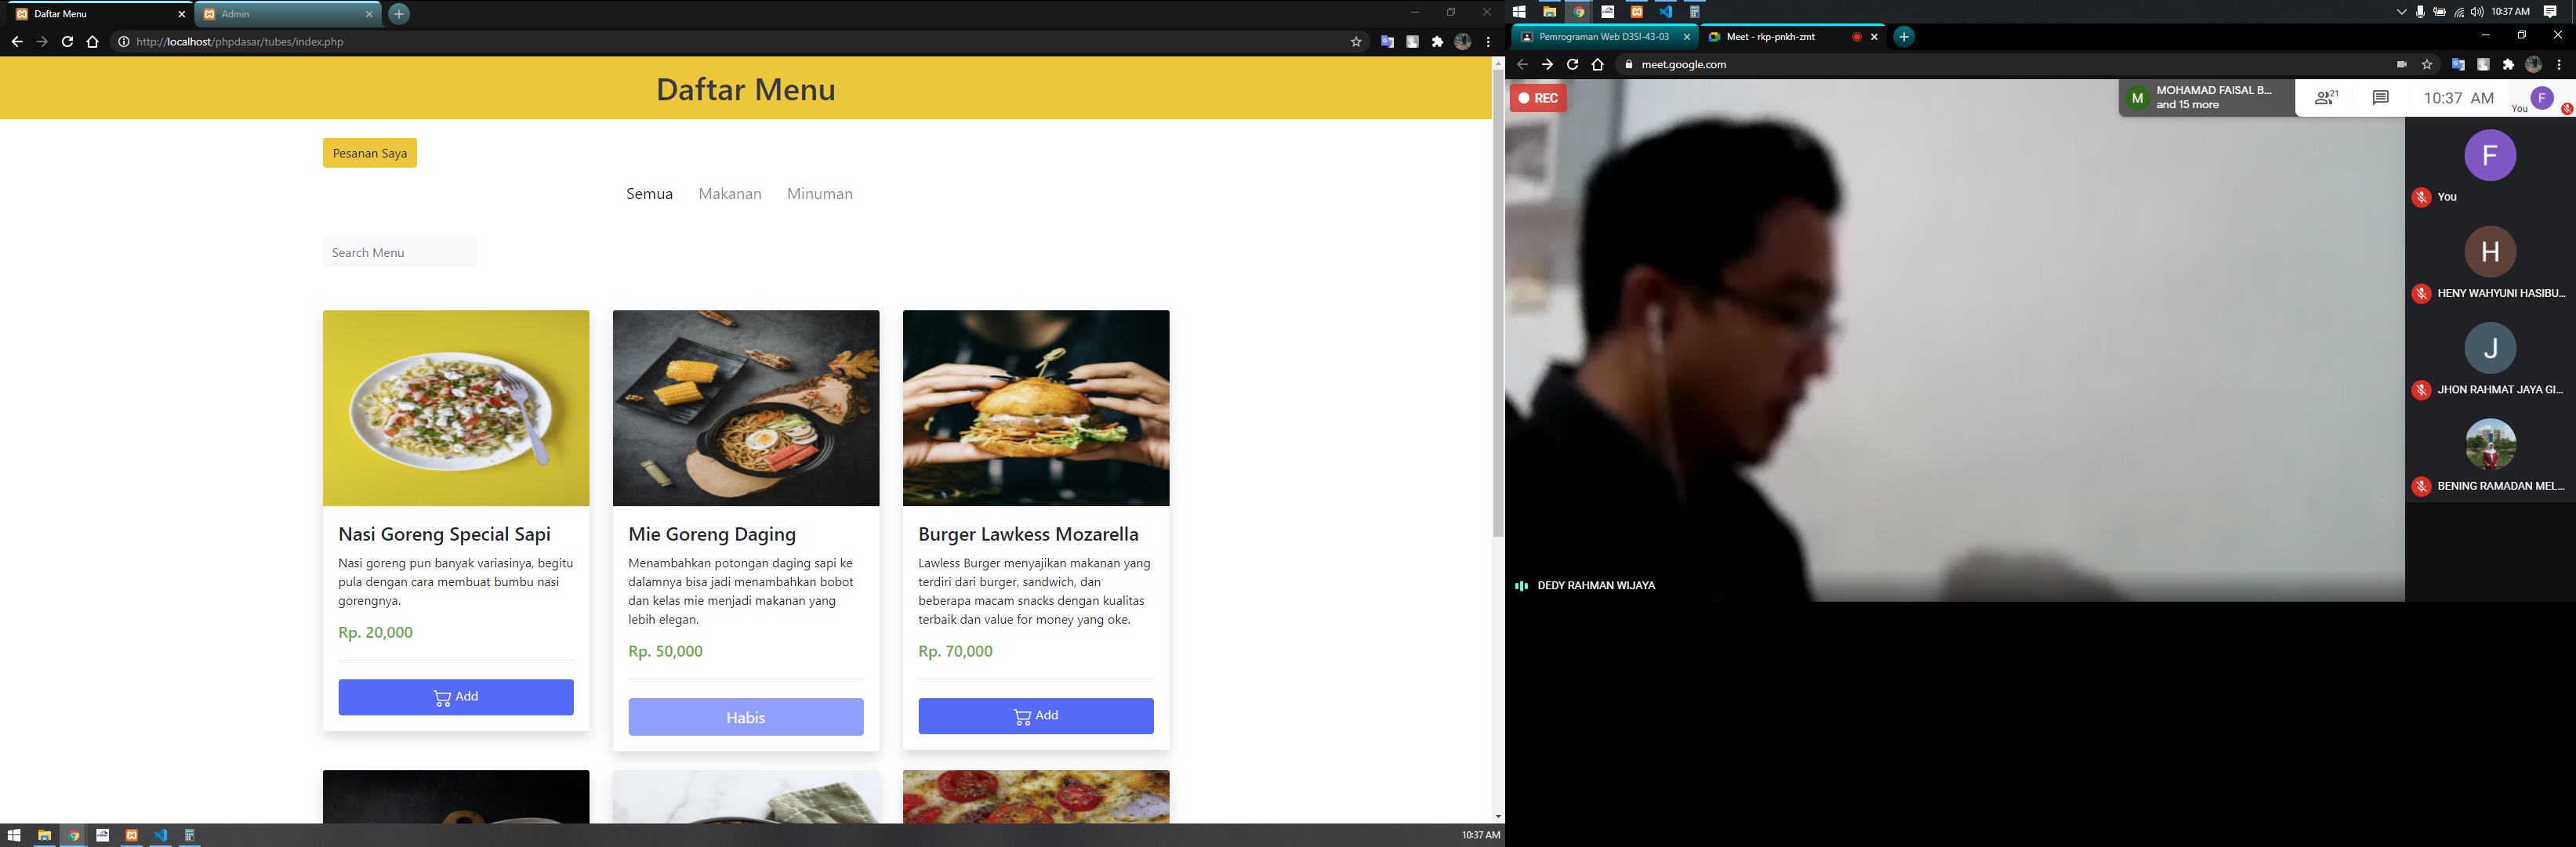 Daftar Menu
Admin
http://localhost/phpdasar/tubes/index.php
Daftar Menu
Pesanan Saya
Semua
Makanan
Minuman
Search Menu
Nasi Goreng Special Sapi
Nasi goreng pun banyak variasinya, begitu
pula dengan cara membuat bumbu nasi
gorengnya.
Rp. 20,000
Add
Mie Goreng Daging
Menambahkan potongan daging sapi ke
dalamnya bisa jadi menambahkan bobot
dan kelas mie menjadi makanan yang
lebih elegan.
Rp. 50,000
Habis
Burger Lawkess Mozarella
Lawless Burger menyajikan makanan yang
terdiri dari burger, sandwich, dan
beberapa macam snacks dengan kualitas
terbaik dan value for money yang oke.
Rp. 70,000
Add
10:37 AM
10:37 AM
Pemrograman Web D3SI-43-03
Meet - rkp-pnkh-zmt
meet.google.com
REC
M
MOHAMAD FAISAL B...
and 15 more
21
10:37 AM
You
F
F
You
H
HENY WAHYUNI HASIBU...
J
JHON RAHMAT JAYA GI...
BENING RAMADAN MEL...
DEDY RAHMAN WIJAYA